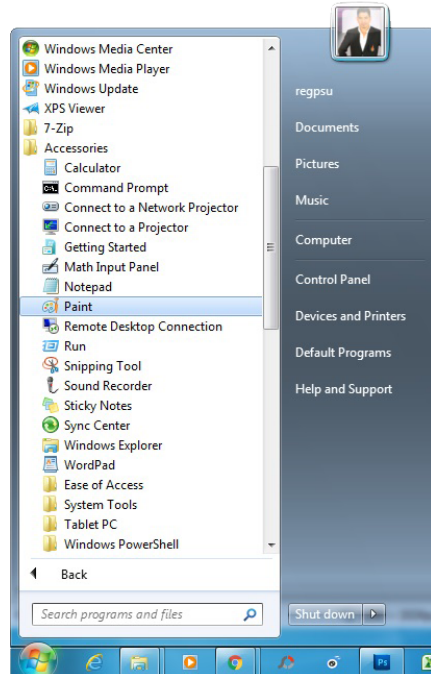 Windows Media Center
Windows Media Player
Windows Update
XPS Viewer
7-Zip
Accessories
Calculator
Command Prompt
Connect to a Network Projector
Connect to a Projector
Getting Started
Math Input Panel
Notepad
Paint
Remote Desktop Connection
Run
Snipping Tool
Sound Recorder
Sticky Notes
Sync Center
Windows Explorer
WordPad
Ease of Access
System Tools
Tablet PC
Windows PowerShell
Back
Search programs and files
regpsu
Documents
Pictures
Music
Computer
Control Panel
Devices and Printers
Default Programs
Help and Support
Shut down
Ps